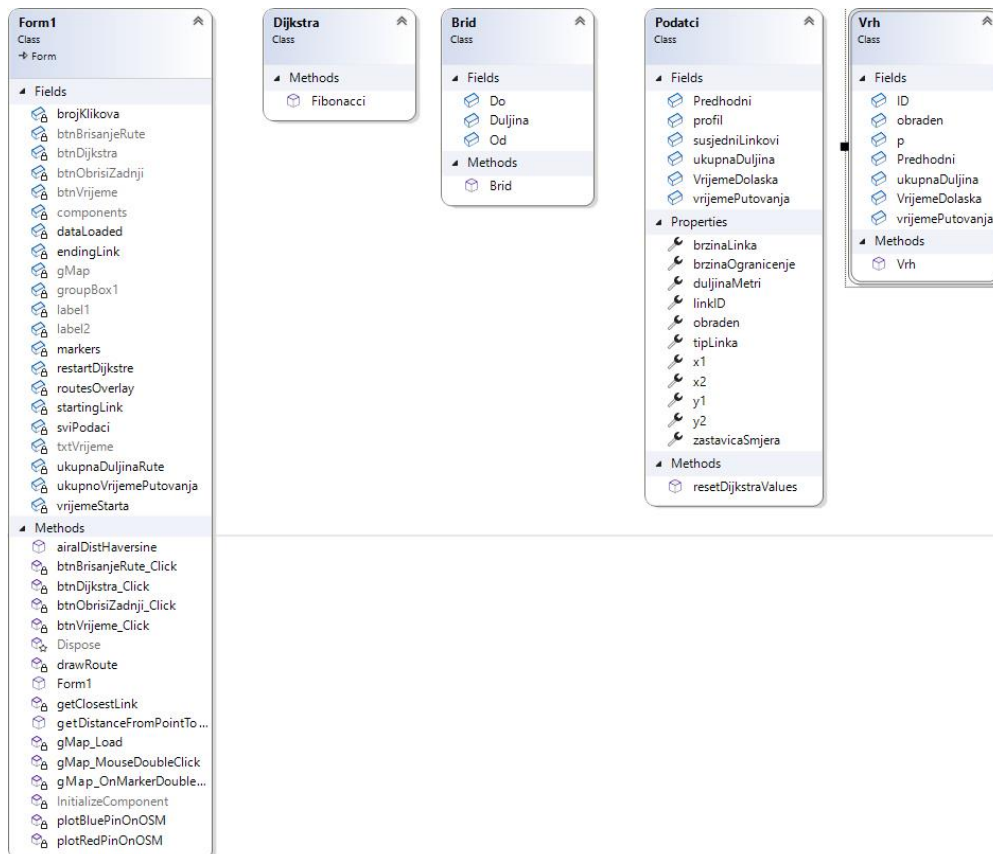 Form1
Class
Form
Fields
brojKlikova
btnBrisanjeRute
btnDijkstra
btnObrisiZadnji
btnVrijeme
components
dataLoaded
endingLink
gMap
groupBox1
label1
label2
markers
restartDijkstre
routesOverlay
startingLink
sviPodaci
txtVrijeme
ukupnaDuljinaRute
ukupnoVrijemePutovanja
vrijemeStarta
Methods
airalDistHaversine
btnBrisanjeRute_Click
btnDijkstra_Click
btnObrisiZadnji_Click
btnVrijeme_Click
Dispose
drawRoute
Form1
getClosestLink
getDistanceFromPointTo...
gMap_Load
gMap_MouseDoubleClick
gMap_OnMarkerDouble...
InitializeComponent
plotBluePinOnOSM
plotRedPinOnOSM
Dijkstra
Class
Methods
Fibonacci
Brid
Class
Fields
Do
Duljina
Od
Methods
Brid
Podatci
Class
Fields
Predhodni
profil
susjedniLinkovi
ukupnaDuljina
VrijemeDolaska
vrijemePutovanja
Properties
brzinaLinka
brzinaOgranicenje
duljinaMetri
linkID
obraden
tipLinka
x1
x2
y1
y2
zastavicaSmjera
Methods
resetDijkstraValues
Vrh
Class
Fields
ID
obraden
p
Predhodni
ukupnaDuljina
VrijemeDolaska
vrijemePutovanja
Methods
Vrh